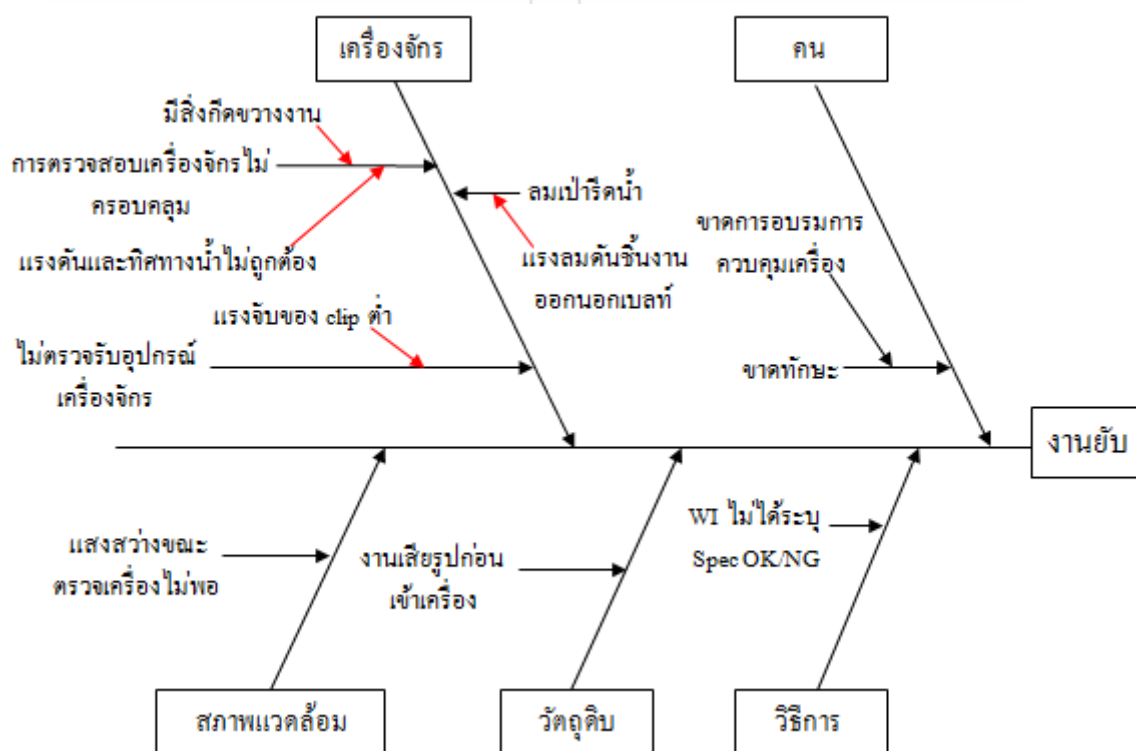 เครื่องจักร
คน
มีสิ่งกีดขวางงาน
การตรวจสอบเครื่องจักรไม่
ครอบคลุม
ลมเป่ารีดน้ำ
แรงดันและทิศทางน้ำไม่ถูกต้อง
แรงลมดันชิ้นงาน
ออกนอกเบลท์
ขาดการอบรมการ
ควบคุมเครื่อง
แรงจับของ clip ต่ำ
ไม่ตรวจรับอุปกรณ์
เครื่องจักร
ขาดทักษะ
งานยับ
แสงสว่างขณะ
ตรวจเครื่องไม่พอ
งานเสียรูปก่อน
เข้าเครื่อง
WI ไม่ได้ระบุ
Spec OK/NG
สภาพแวดล้อม
วัตถุดิบ
วิธีการ